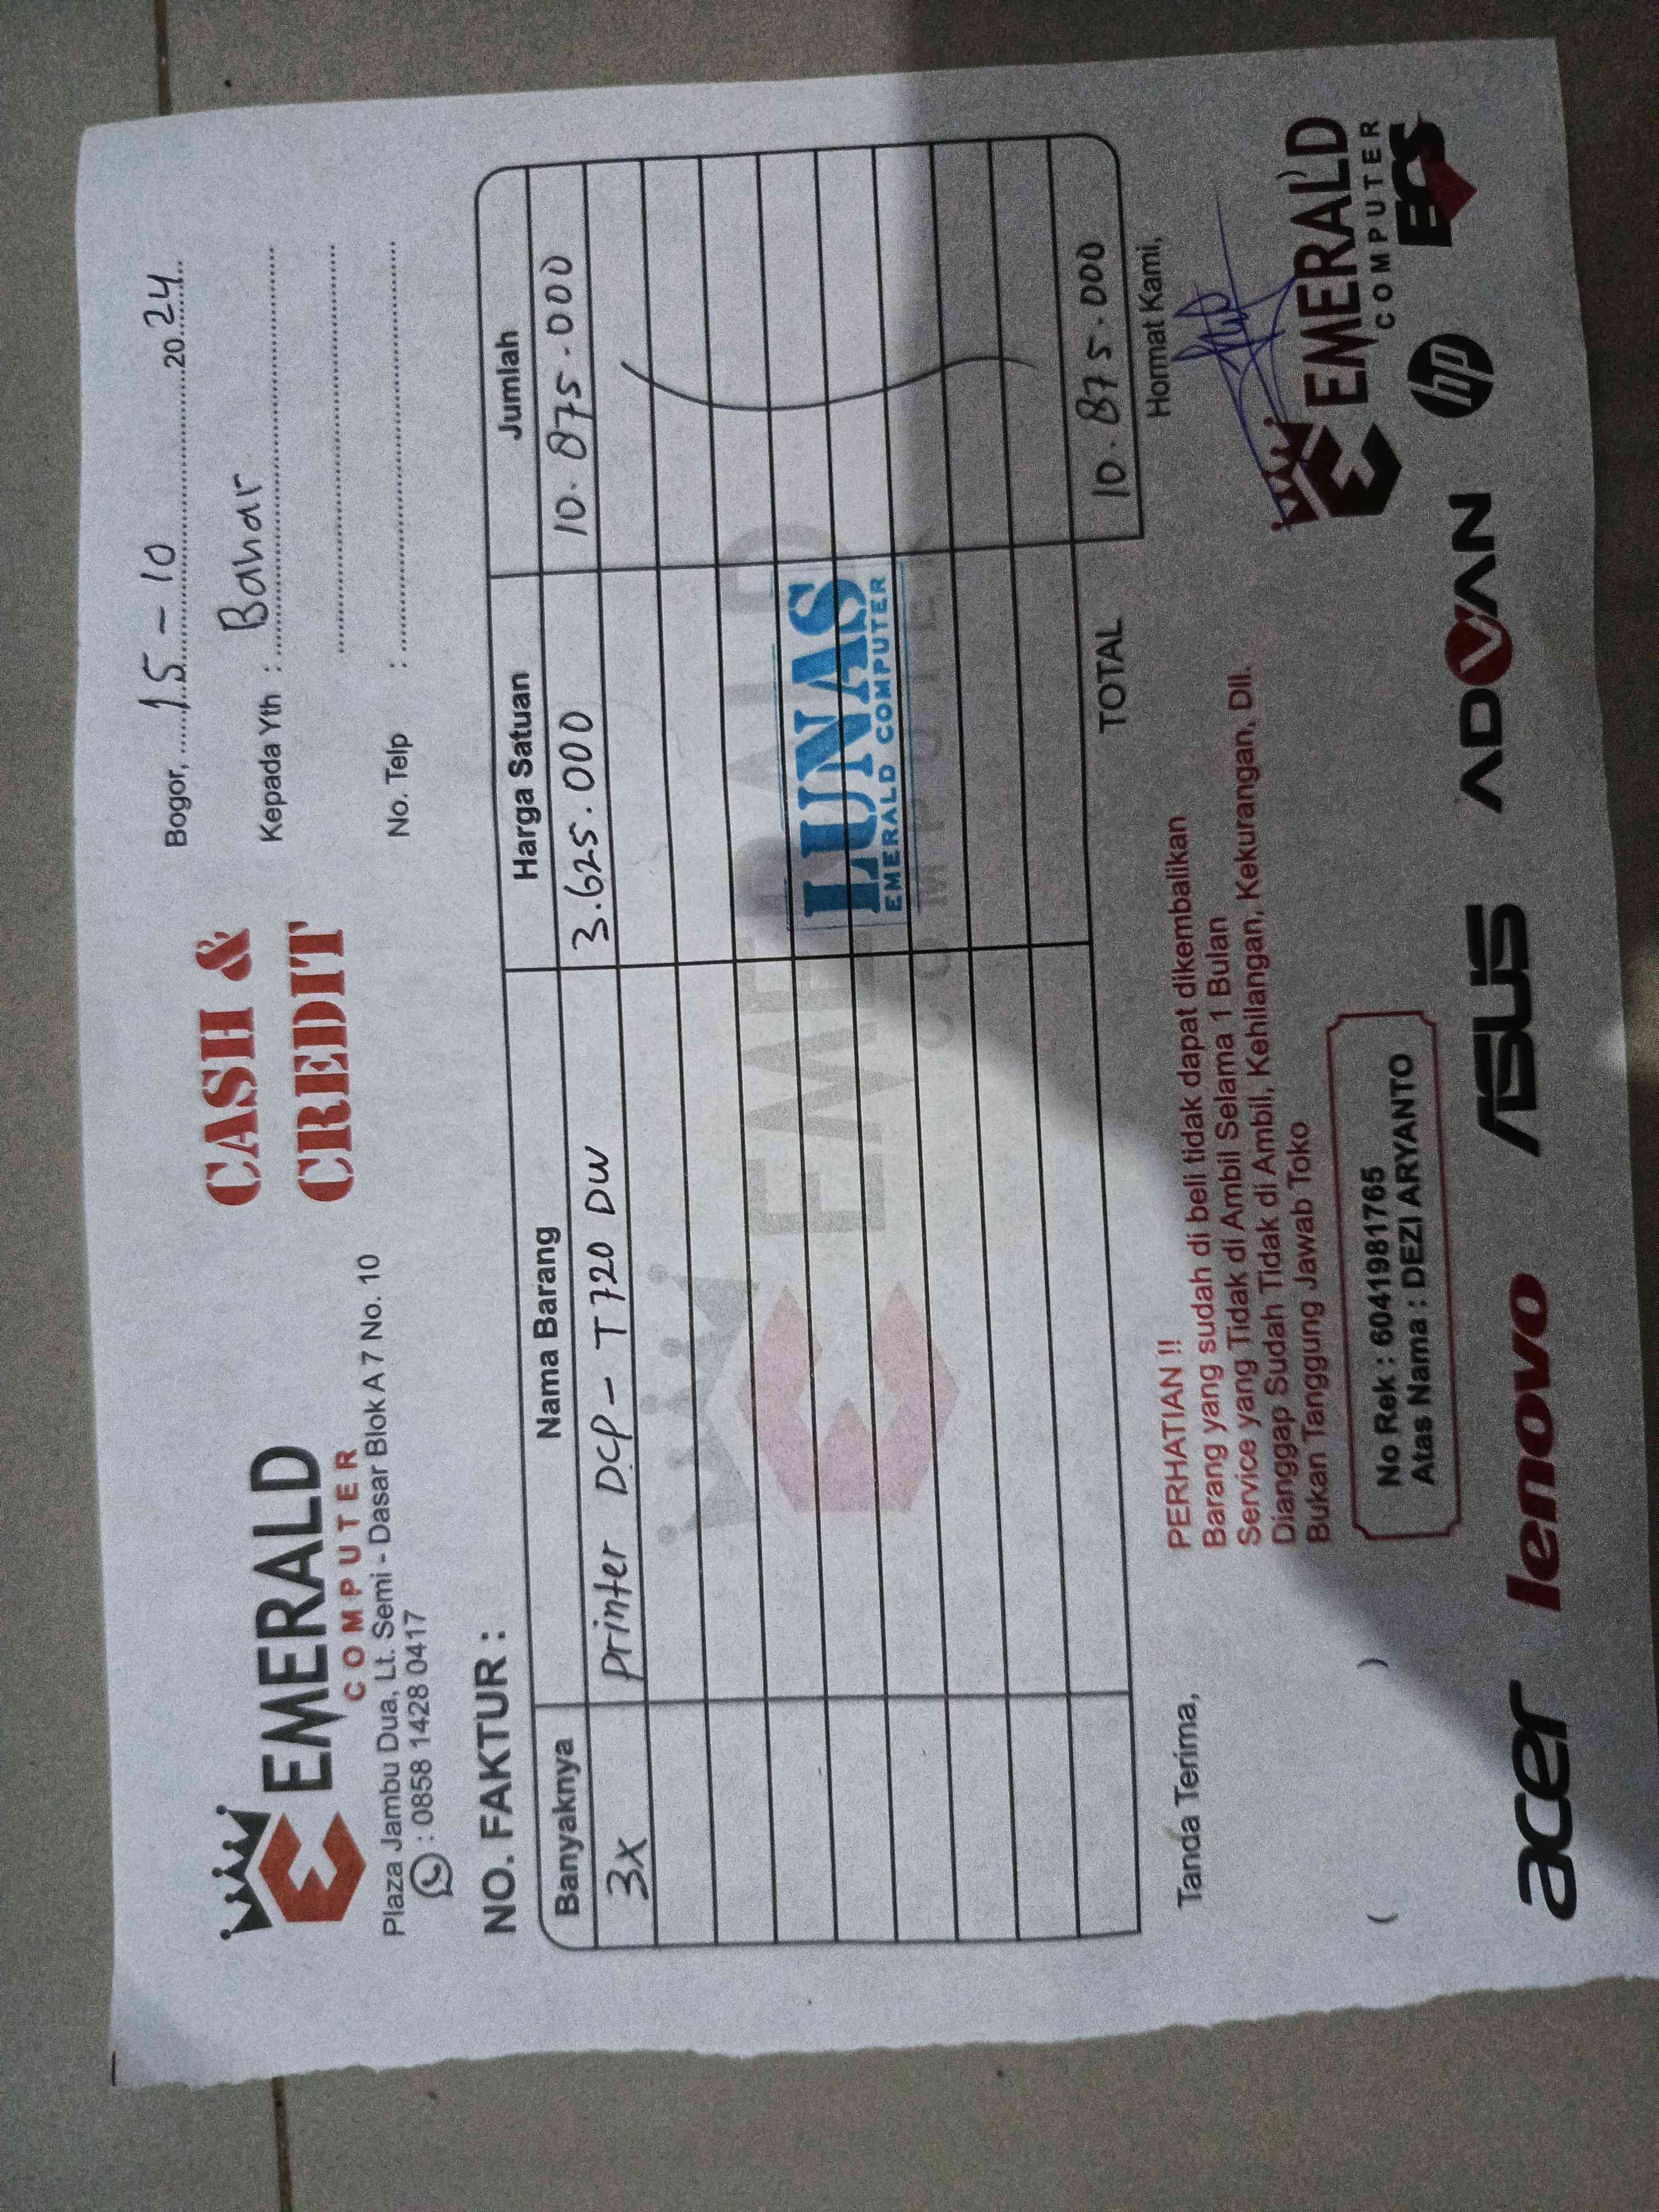 EMERALD
COMPUTER
Plaza Jambu Dua, Lt. Semi - Dasar Blok A 7 No. 10
: 0858 1428 0417
CASH &
CREDIT
Bogor, 15 - 10 2024
Kepada Yth : Bahar
No. Telp :
NO. FAKTUR :
Banyaknya Nama Barang Harga Satuan Jumlah
3x Printer DCP - T720 DW 3.625.000 10.875.000
EMERALD
COMPUTER
LUNAS
EMERALD COMPUTER
TOTAL 10.875.000
Tanda Terima,
( )
PERHATIAN !!
Barang yang sudah di beli tidak dapat dikembalikan
Service yang Tidak di Ambil Selama 1 Bulan
Dianggap Sudah Tidak di Ambil, Kehilangan, Kekurangan, Dll.
Bukan Tanggung Jawab Toko
No Rek : 6041981765
Atas Nama : DEZI ARYANTO
Hormat Kami,
EMERALD
COMPUTER
acer lenovo ASUS ADVAN hp ECS